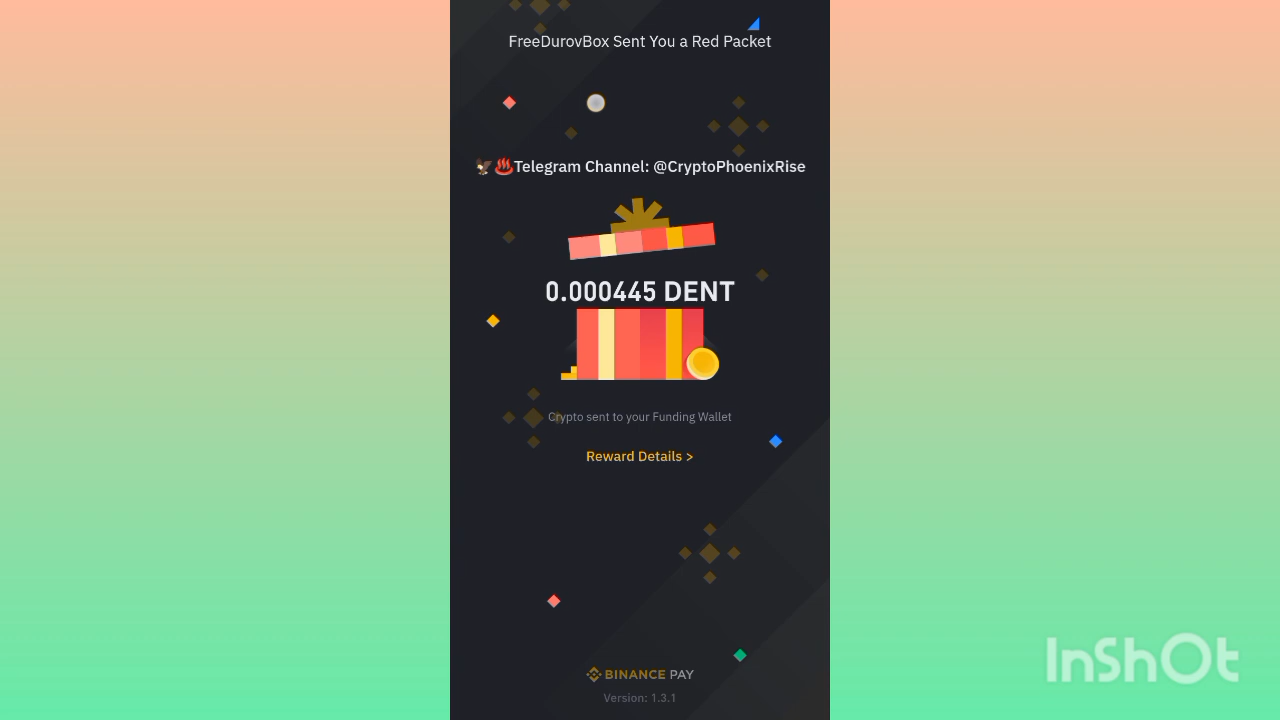 FreeDurovBox Sent You a Red Packet
🦅♨️Telegram Channel: @CryptoPhoenixRise
0.000445 DENT
Crypto sent to your Funding Wallet
Reward Details >
BINANCE PAY
Version: 1.3.1
InShOt